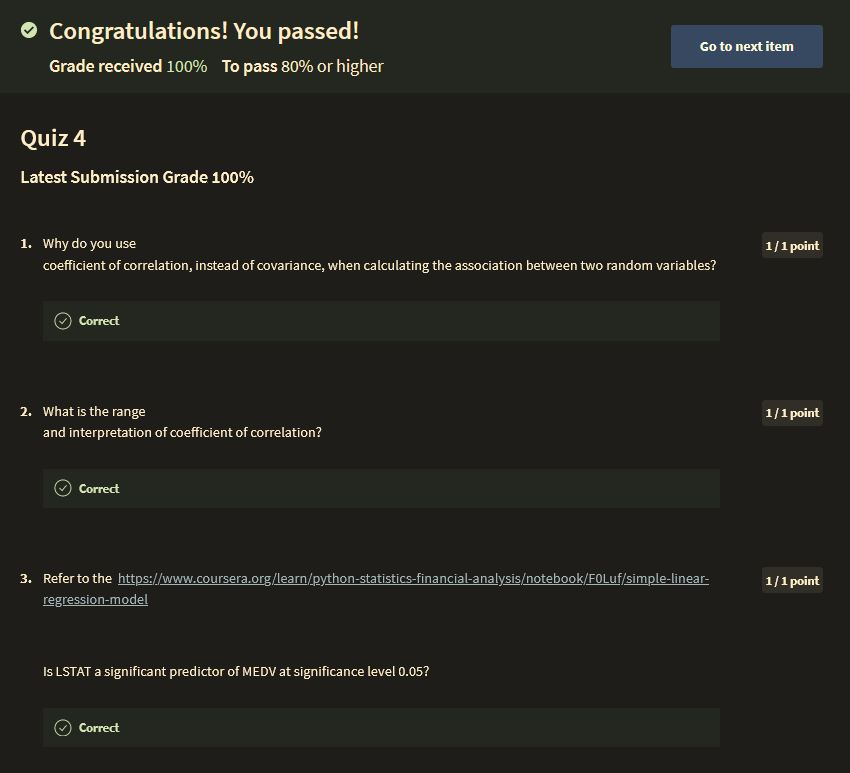 Congratulations! You passed!
Grade received 100% To pass 80% or higher
Go to next item
Quiz 4
Latest Submission Grade 100%
1. Why do you use
coefficient of correlation, instead of covariance, when calculating the association between two random variables?
1 / 1 point
Correct
2. What is the range
and interpretation of coefficient of correlation?
1 / 1 point
Correct
3. Refer to the https://www.coursera.org/learn/python-statistics-financial-analysis/notebook/F0Luf/simple-linear-
regression-model
1 / 1 point
Is LSTAT a significant predictor of MEDV at significance level 0.05?
Correct